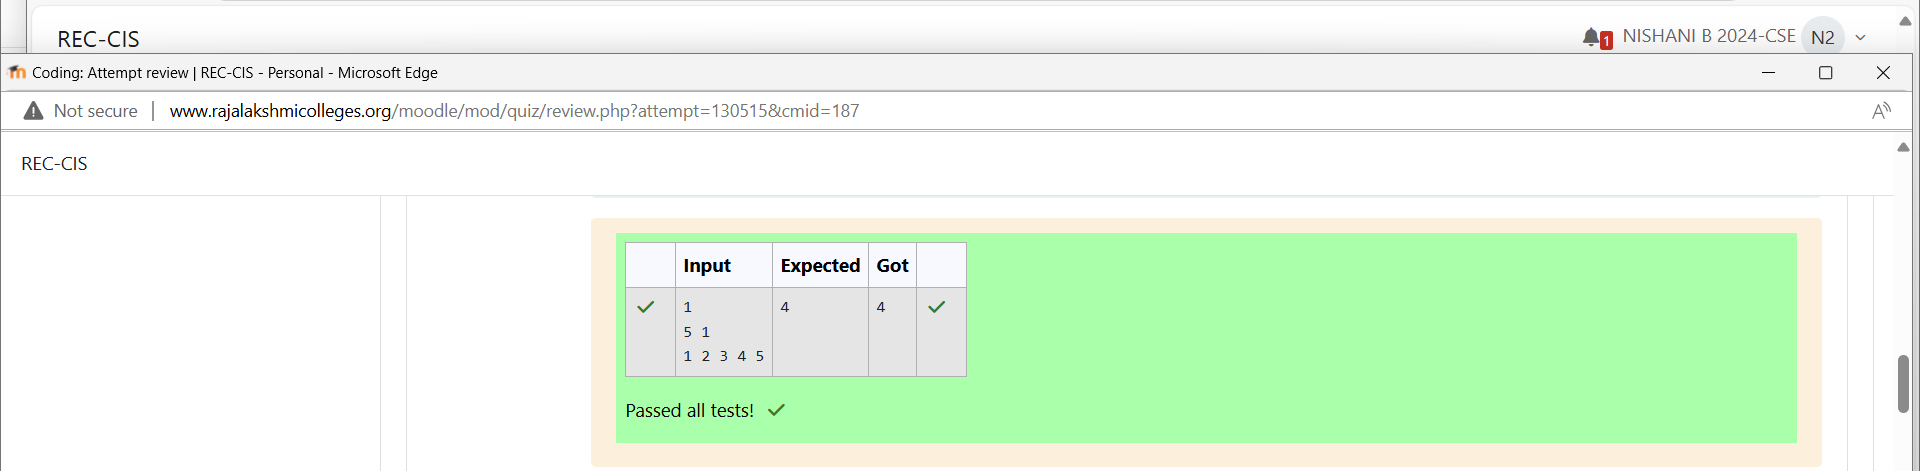 REC-CIS
1 NISHANI B 2024-CSE N2
Coding: Attempt review | REC-CIS - Personal - Microsoft Edge
Not secure | www.rajalakshmicolleges.org/moodle/mod/quiz/review.php?attempt=130515&cmid=187 A
REC-CIS
Input Expected Got
1 4 4
5 1
1 2 3 4 5
Passed all tests!